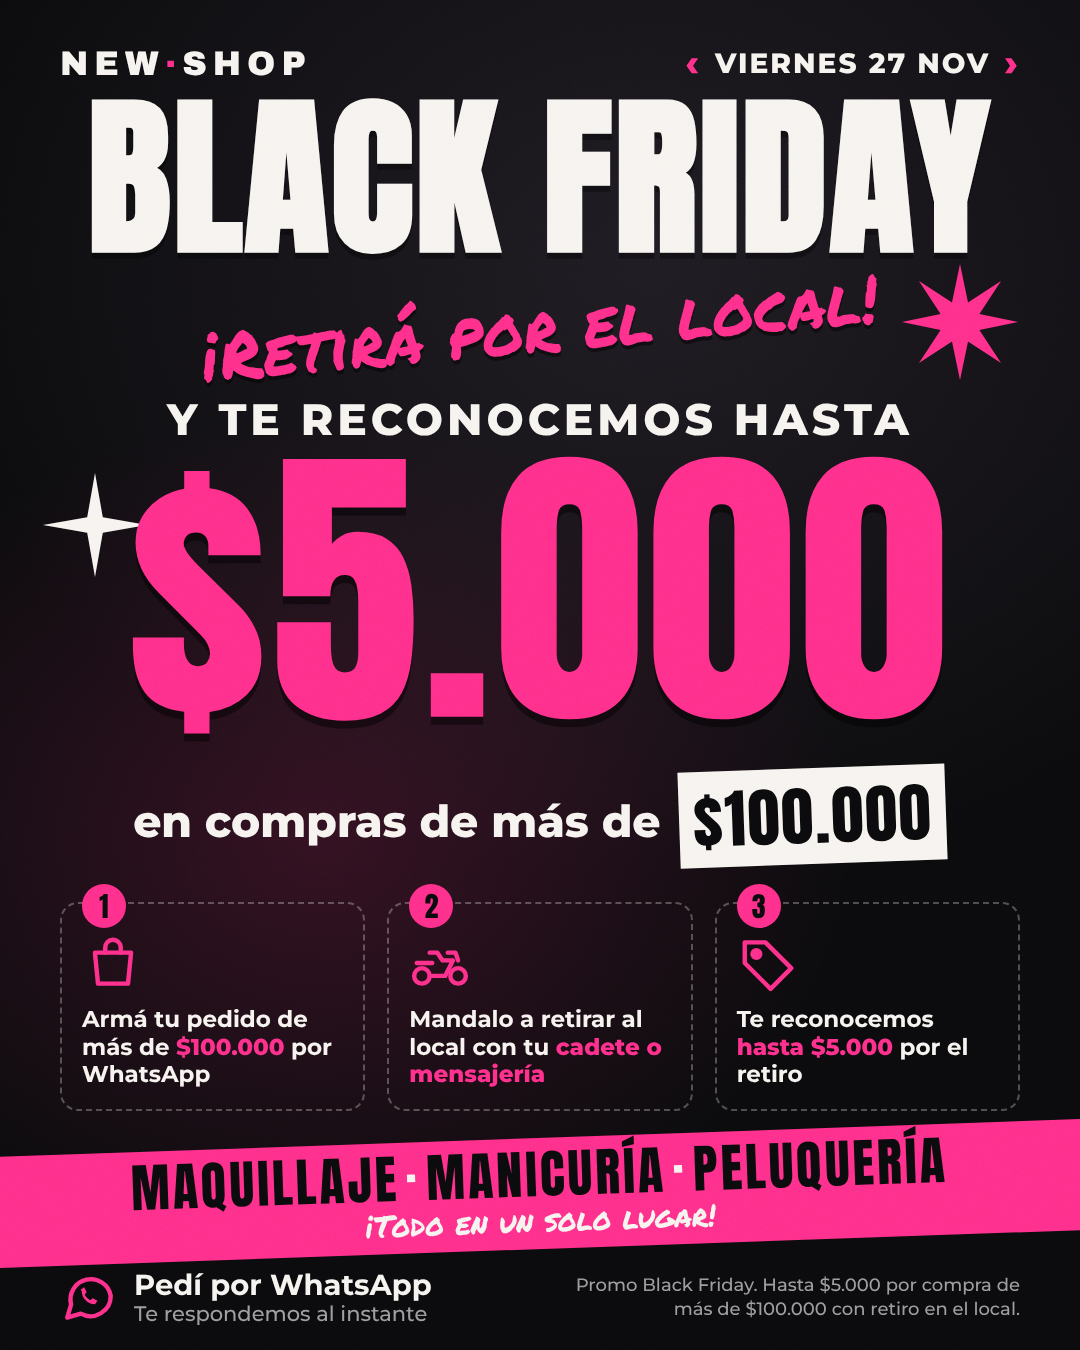 NEW·SHOP
‹ VIERNES 27 NOV ›
BLACK FRIDAY
¡RETIRÁ POR EL LOCAL!
Y TE RECONOCEMOS HASTA
$5.000
en compras de más de $100.000
1
Armá tu pedido de
más de $100.000 por
WhatsApp
2
Mandalo a retirar al
local con tu cadete o
mensajería
3
Te reconocemos
hasta $5.000 por el
retiro
MAQUILLAJE · MANICURÍA · PELUQUERÍA
¡TODO EN UN SOLO LUGAR!
Pedí por WhatsApp
Te respondemos al instante
Promo Black Friday. Hasta $5.000 por compra de
más de $100.000 con retiro en el local.